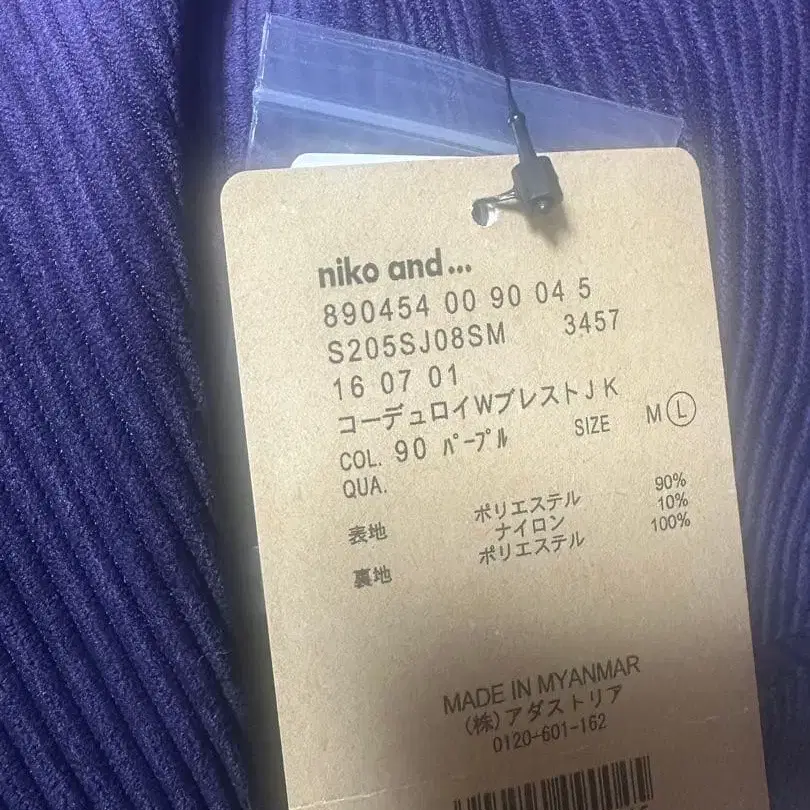 niko and...
890454 00 90 04 5
S205SJ08SM 3457
16 07 01
コーデュロイWブレストJK
COL. 90 パープル SIZE M L
QUA.
表地 ポリエステル 90%
ナイロン 10%
裏地 ポリエステル 100%
MADE IN MYANMAR
(株)アダストリア
0120-601-162